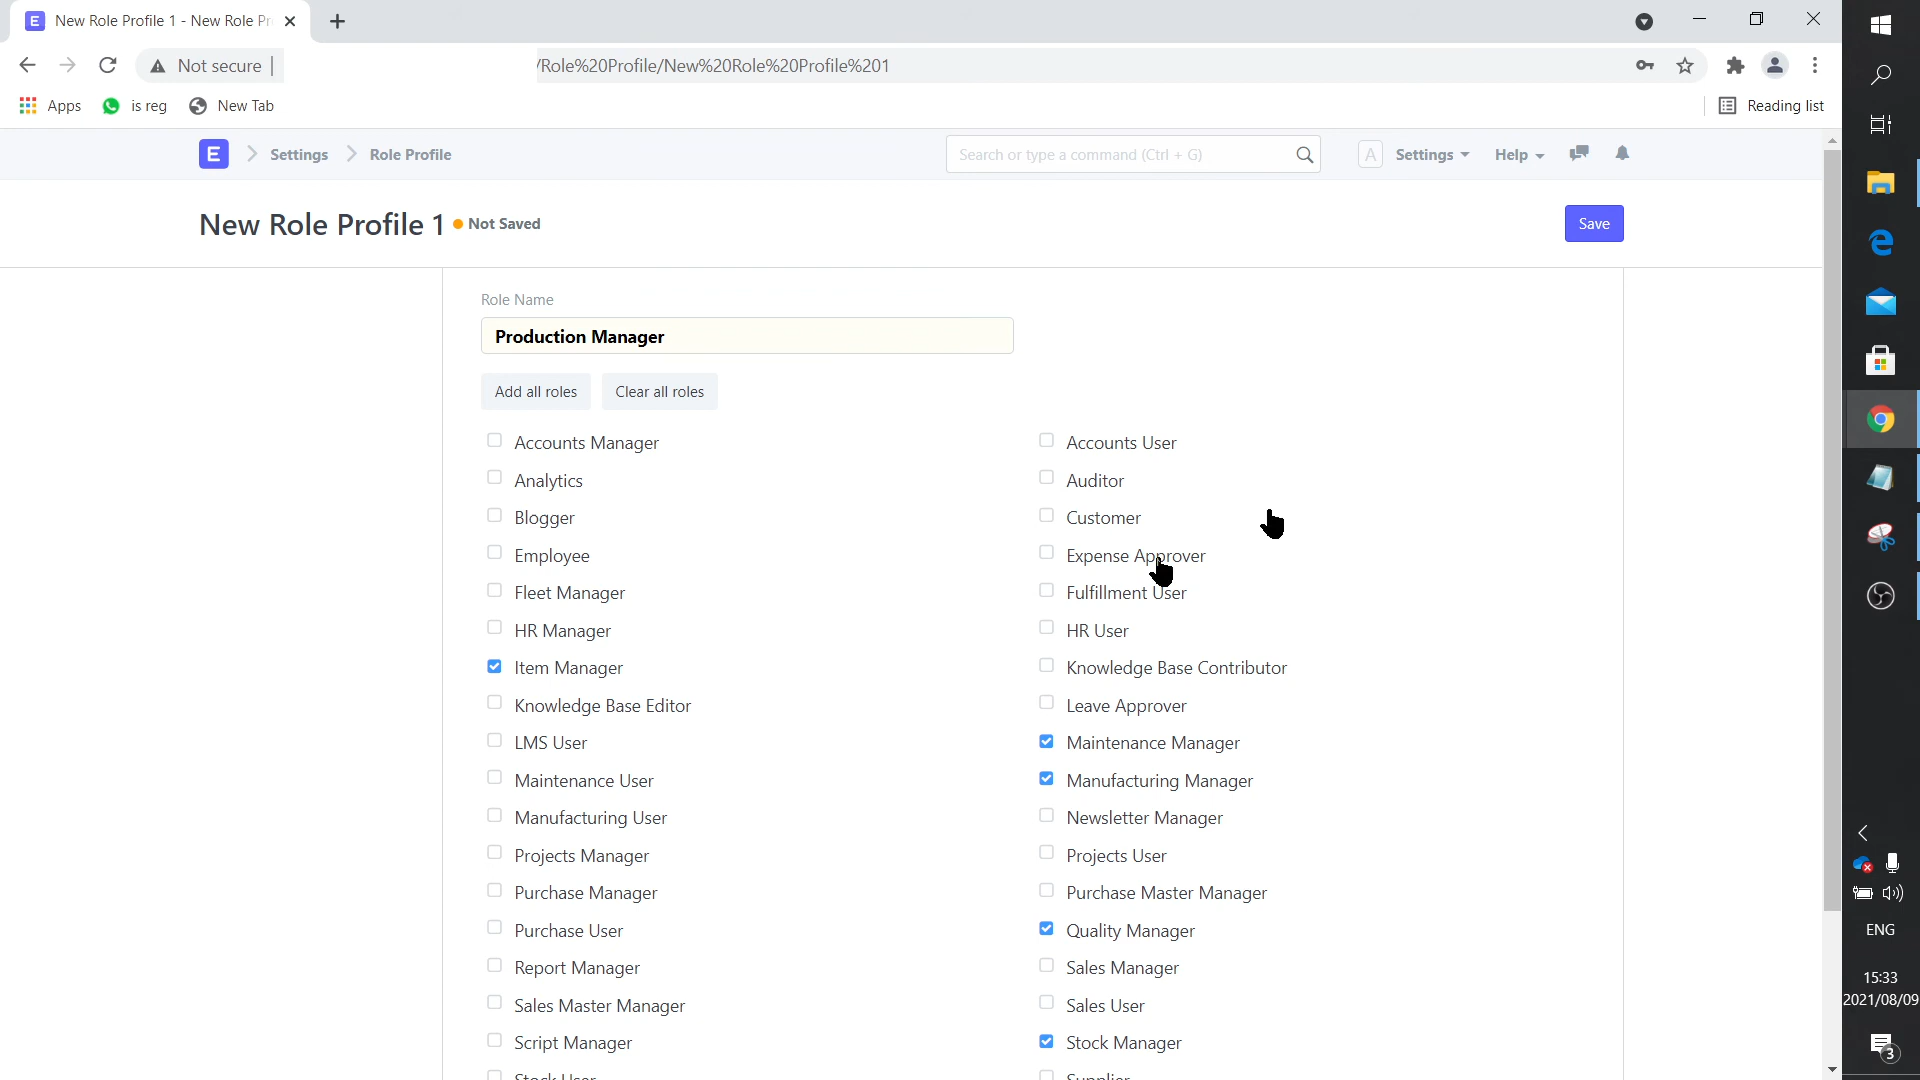 E New Role Profile 1 - New Role Pr
Not secure /Role%20Profile/New%20Role%20Profile%201
Apps is reg New Tab Reading list
E Settings Role Profile Search or type a command (Ctrl + G) A Settings Help
New Role Profile 1 Not Saved Save
Role Name
Production Manager
Add all roles Clear all roles
Accounts Manager Accounts User
Analytics Auditor
Blogger Customer
Employee Expense Approver
Fleet Manager Fulfillment User
HR Manager HR User
Item Manager Knowledge Base Contributor
Knowledge Base Editor Leave Approver
LMS User Maintenance Manager
Maintenance User Manufacturing Manager
Manufacturing User Newsletter Manager
Projects Manager Projects User
Purchase Manager Purchase Master Manager
Purchase User Quality Manager
Report Manager Sales Manager
Sales Master Manager Sales User
Script Manager Stock Manager
Stock User Supplier
ENG
15:33
2021/08/09
3